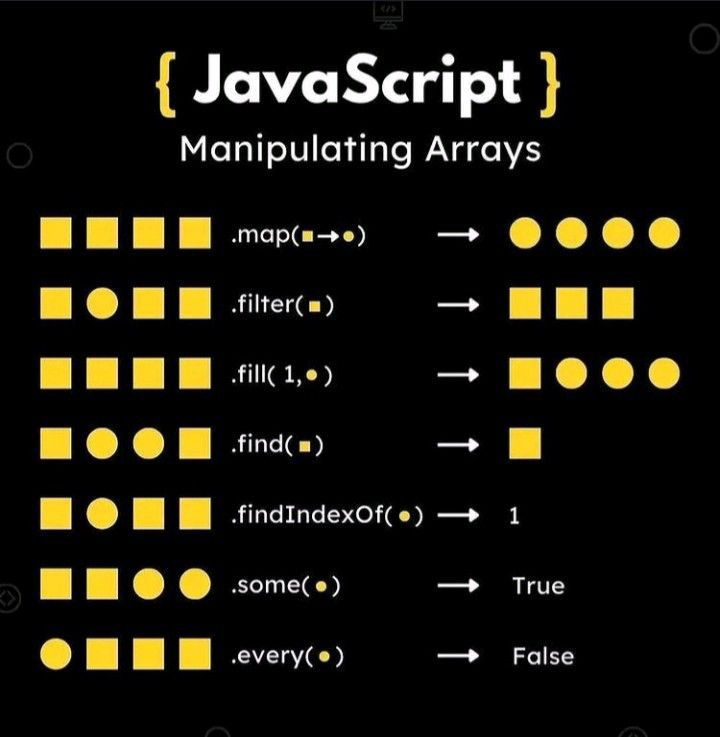 { JavaScript }
Manipulating Arrays
.map(■→●) → 
.filter(■) → 
.fill( 1,●) → 
.find(■) → 
.findIndexOf(●) → 1
.some(●) → True
.every(●) → False